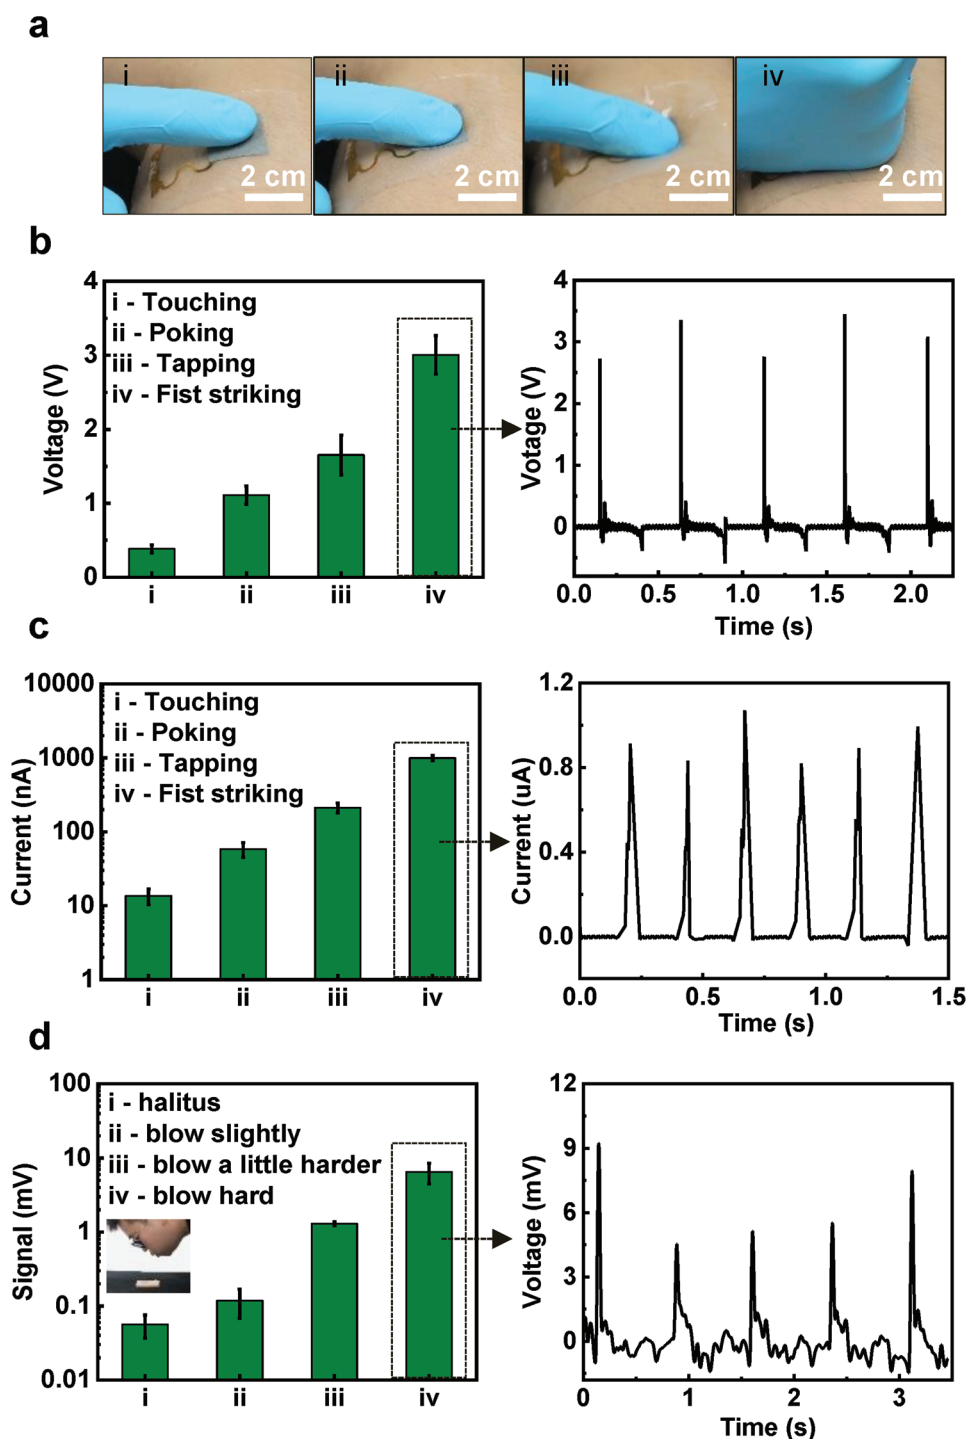 a
i
ii
iii
iv
2 cm
2 cm
2 cm
2 cm
b
4
3
2
1
0
Voltage (V)
i - Touching
ii - Poking
iii - Tapping
iv - Fist striking
i
ii
iii
iv
4
3
2
1
0
Votage (V)
0.0
0.5
1.0
1.5
2.0
Time (s)
c
10000
1000
100
10
1
Current (nA)
i - Touching
ii - Poking
iii - Tapping
iv - Fist striking
i
ii
iii
iv
1.2
0.8
0.4
0.0
Current (uA)
0.0
0.5
1.0
1.5
Time (s)
d
100
10
1
0.1
0.01
Signal (mV)
i - halitus
ii - blow slightly
iii - blow a little harder
iv - blow hard
i
ii
iii
iv
12
9
6
3
0
Voltage (mV)
0
1
2
3
Time (s)